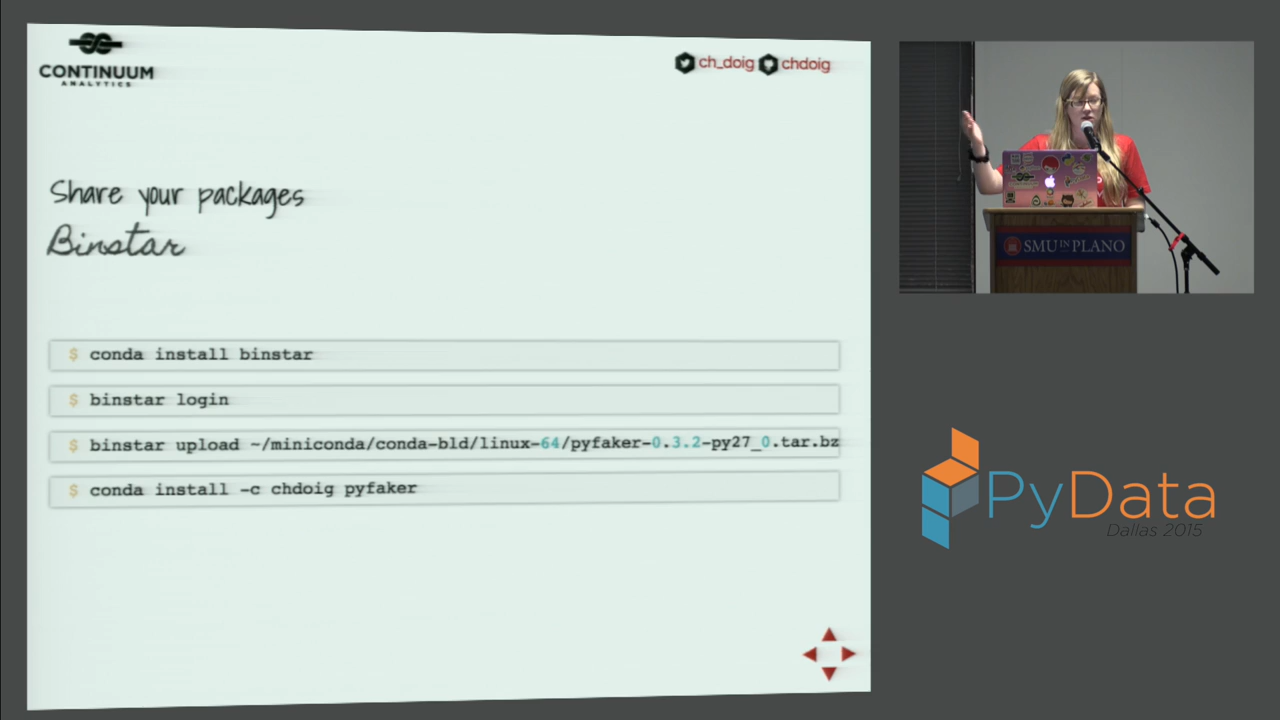 CONTINUUM
ANALYTICS
ch_doig chdoig
Share your packages
Binstar
$ conda install binstar
$ binstar login
$ binstar upload ~/miniconda/conda-bld/linux-64/pyfaker-0.3.2-py27_0.tar.bz
$ conda install -c chdoig pyfaker
SMU IN PLANO
PyData
Dallas 2015